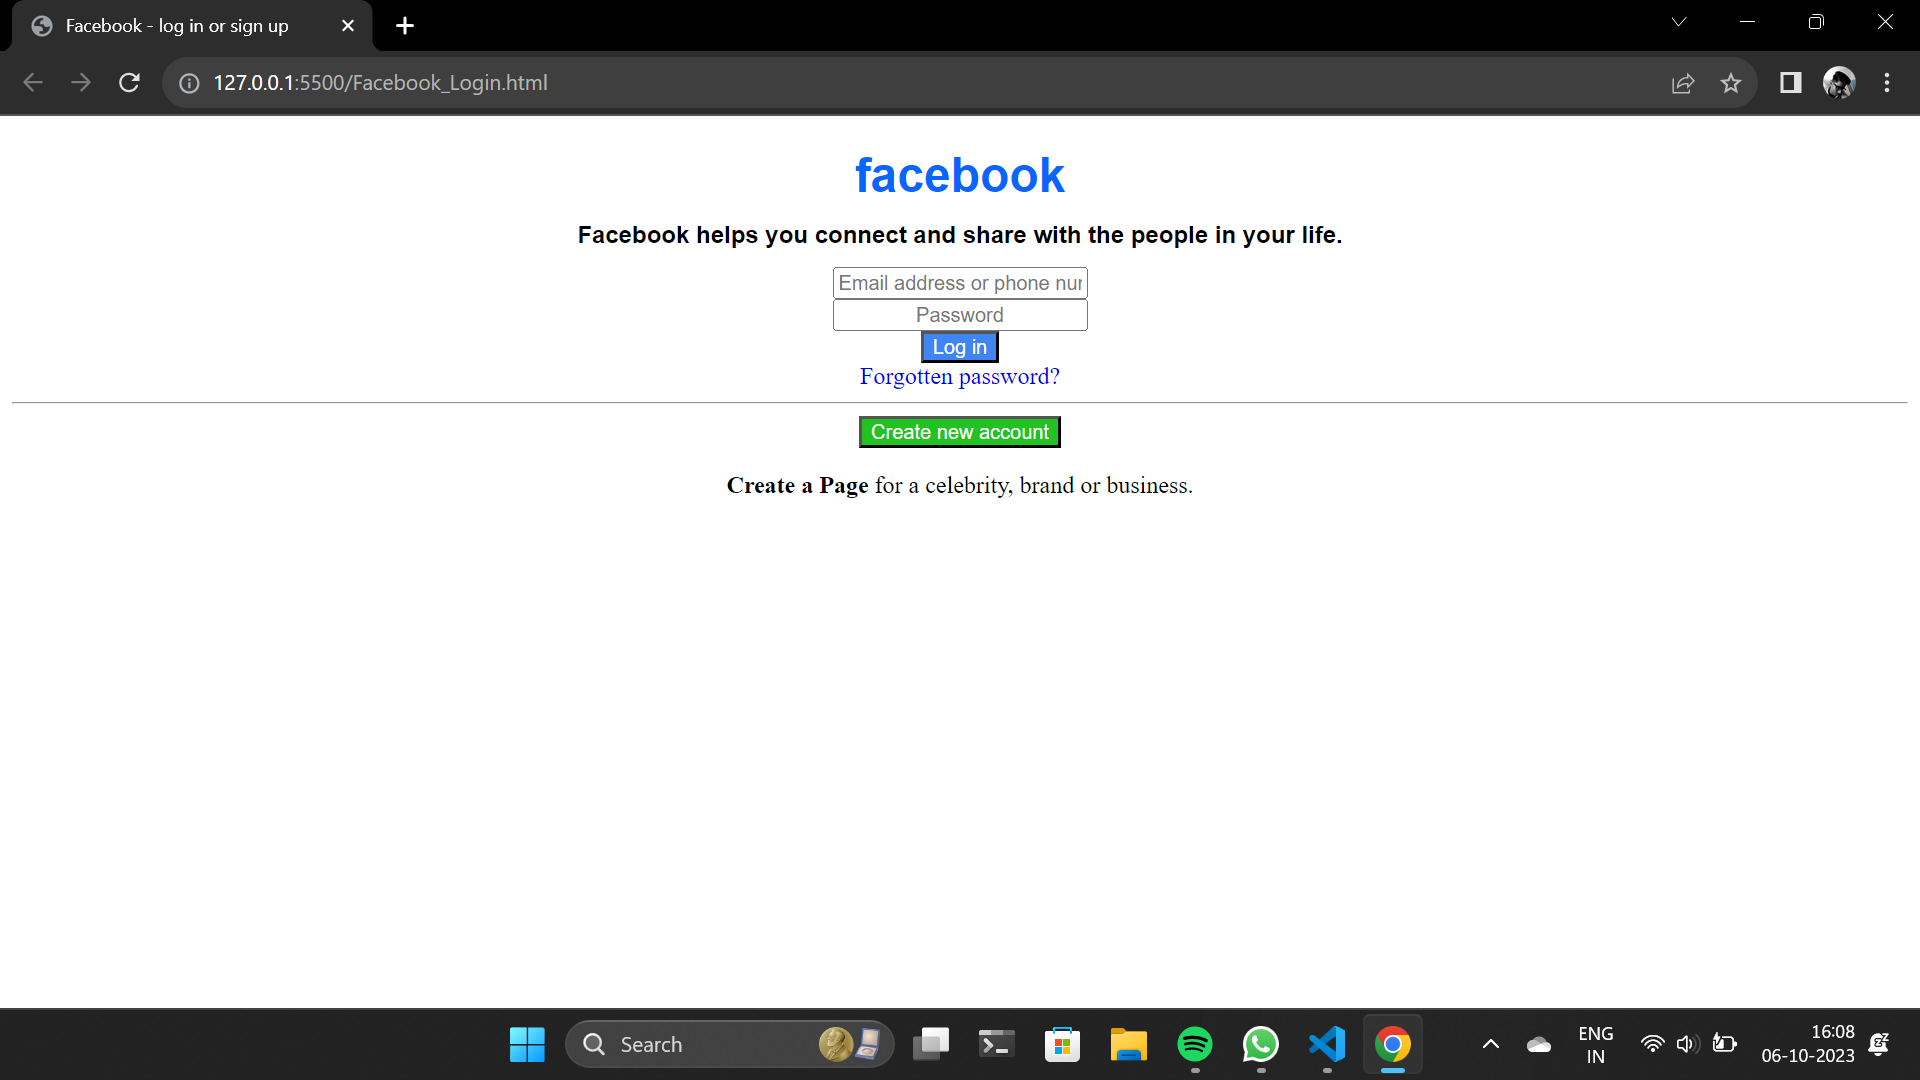 Facebook - log in or sign up
127.0.0.1:5500/Facebook_Login.html
facebook
Facebook helps you connect and share with the people in your life.
Email address or phone nur
Password
Log in
Forgotten password?
Create new account
Create a Page for a celebrity, brand or business.
Search
ENG
IN
16:08
06-10-2023